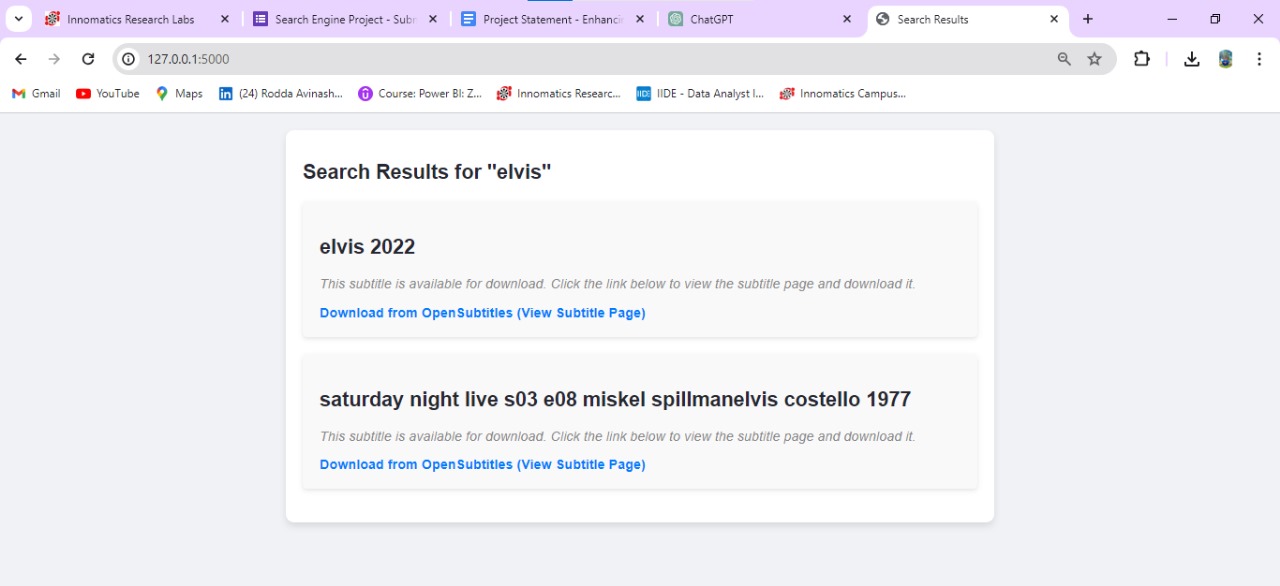 Innomatics Research Labs
Search Engine Project - Subm
Project Statement - Enhancin
ChatGPT
Search Results
127.0.0.1:5000
Gmail
YouTube
Maps
(24) Rodda Avinash...
Course: Power BI: Z...
Innomatics Researc...
IIDE - Data Analyst I...
Innomatics Campus...
Search Results for "elvis"
elvis 2022
This subtitle is available for download. Click the link below to view the subtitle page and download it.
Download from OpenSubtitles (View Subtitle Page)
saturday night live s03 e08 miskel spillmanelvis costello 1977
This subtitle is available for download. Click the link below to view the subtitle page and download it.
Download from OpenSubtitles (View Subtitle Page)